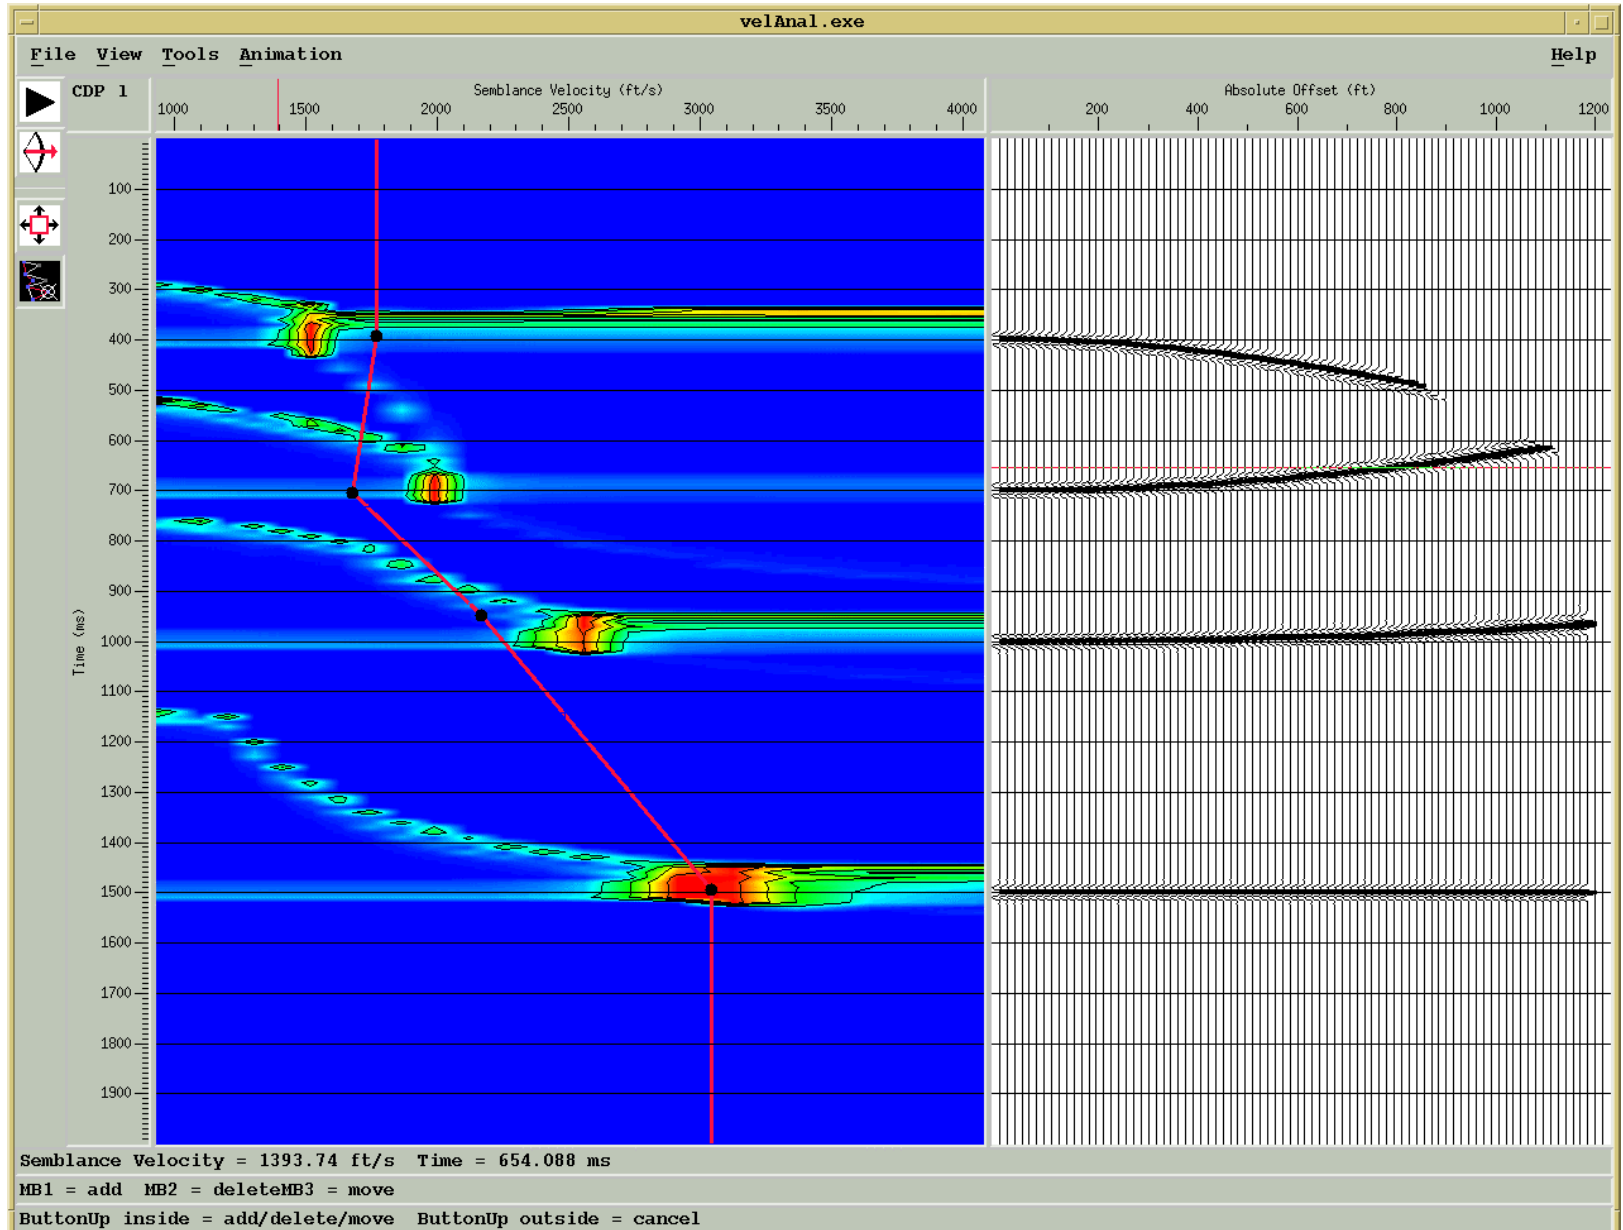 velAnal.exe
File View Tools Animation Help
CDP 1
Semblance Velocity (ft/s)
1000 1500 2000 2500 3000 3500 4000
Absolute Offset (ft)
200 400 600 800 1000 1200
100
200
300
400
500
600
700
800
900
1000
1100
1200
1300
1400
1500
1600
1700
1800
1900
Time (ms)
Semblance Velocity = 1393.74 ft/s Time = 654.088 ms
MB1 = add MB2 = deleteMB3 = move
ButtonUp inside = add/delete/move ButtonUp outside = cancel